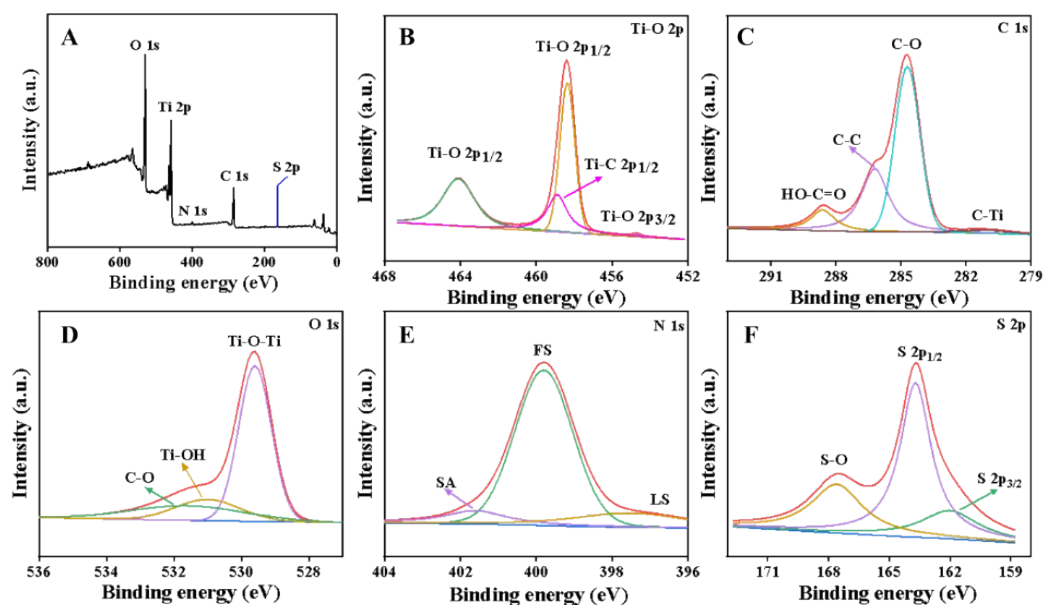 A
O 1s
Ti 2p
N 1s
C 1s
S 2p
Intensity (a.u.)
800 600 400 200 0
Binding energy (eV)
B
Ti-O 2p
Ti-O 2p1/2
Ti-O 2p1/2
Ti-C 2p1/2
Ti-O 2p3/2
Intensity (a.u.)
468 464 460 456 452
Binding energy (eV)
C
C 1s
C-O
C-C
HO-C=O
C-Ti
Intensity (a.u.)
291 288 285 282 279
Binding energy (eV)
D
O 1s
Ti-O-Ti
Ti-OH
C-O
Intensity (a.u.)
536 534 532 530 528
Binding energy (eV)
E
N 1s
FS
SA
LS
Intensity (a.u.)
404 402 400 398 396
Binding energy (eV)
F
S 2p
S 2p1/2
S-O
S 2p3/2
Intensity (a.u.)
171 168 165 162 159
Binding energy (eV)